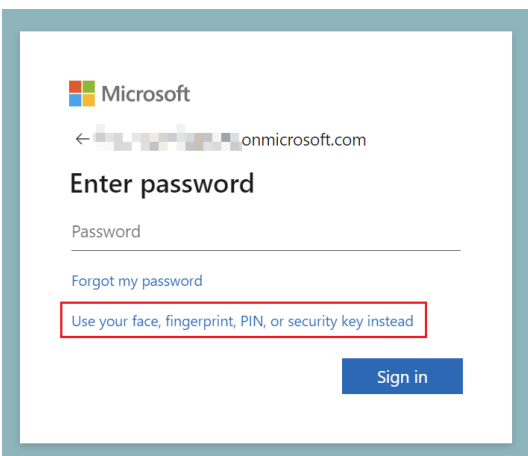 Microsoft
← onmicrosoft.com
Enter password
Password
Forgot my password
Use your face, fingerprint, PIN, or security key instead
Sign in